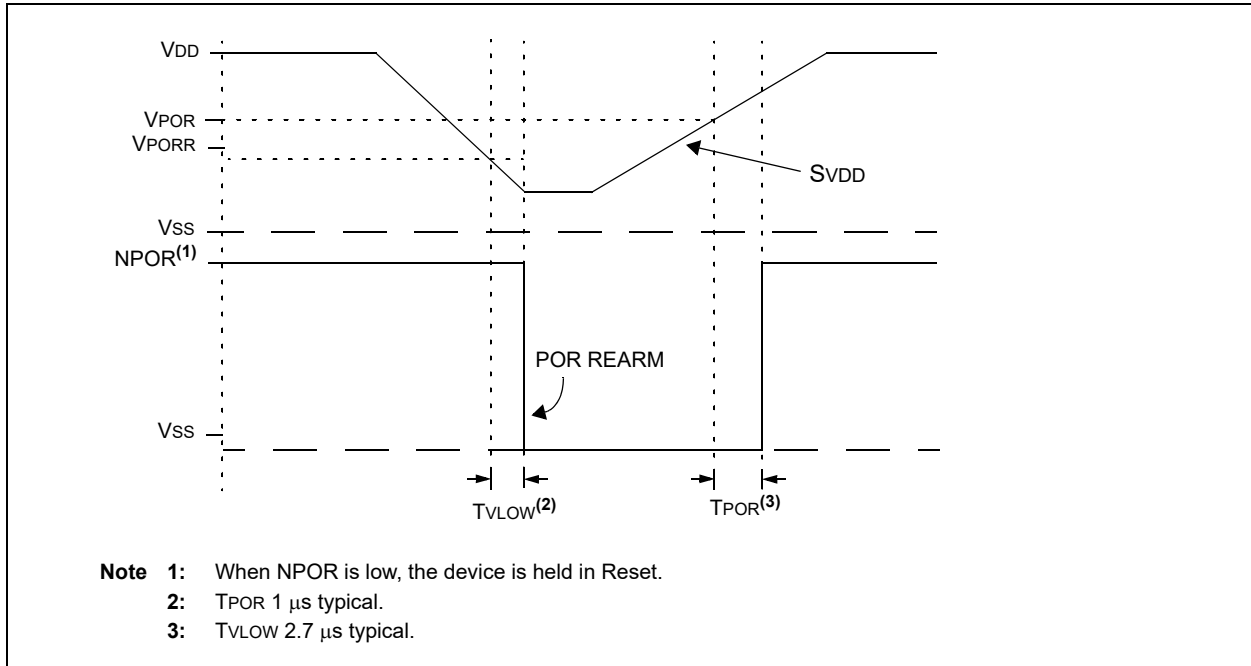 VDD
VPOR
VPORR
SVDD
VSS
NPOR(1)
POR REARM
VSS
TVLOW(2)
TPOR(3)
Note 1: When NPOR is low, the device is held in Reset.
2: TPOR 1 μs typical.
3: TVLOW 2.7 μs typical.